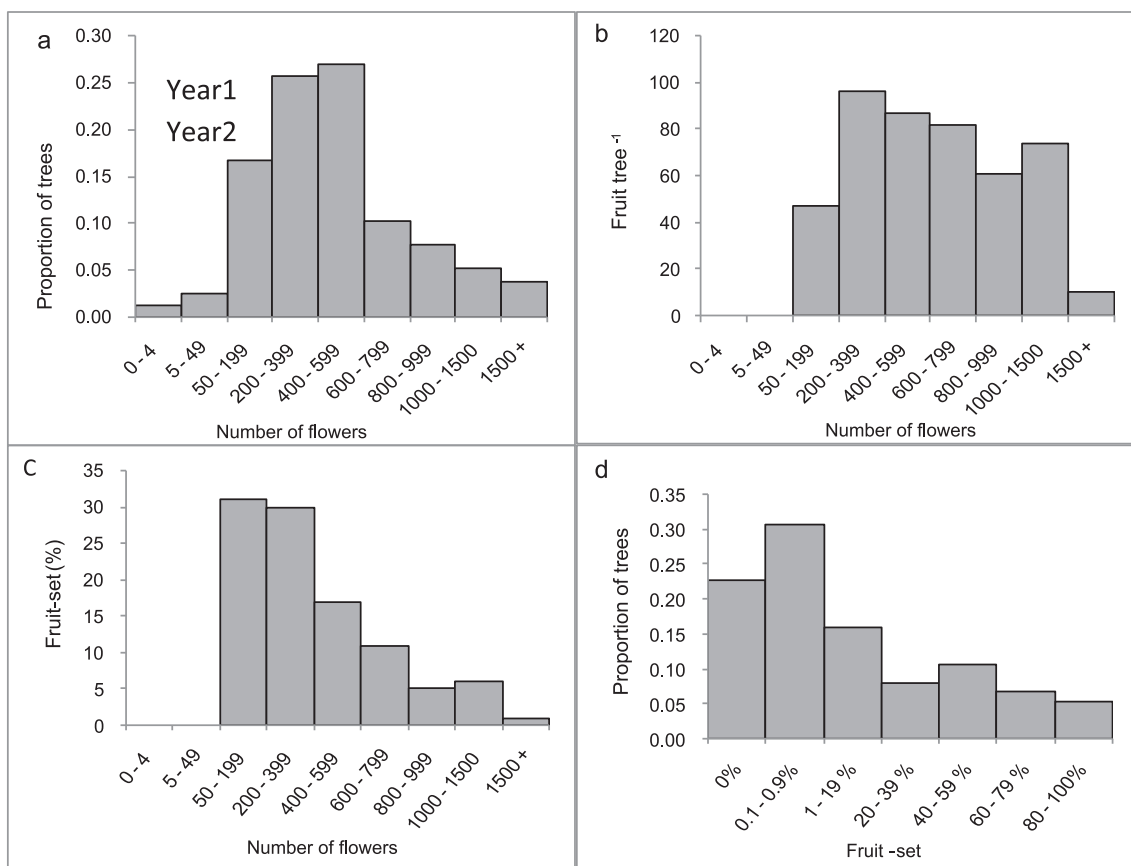 a
0.30
0.25
0.20
0.15
0.10
0.05
0.00
Proportion of trees
Year1
Year2
0 - 4
5 - 49
50 - 199
200 - 399
400 - 599
600 - 799
800 - 999
1000 - 1500
1500 +
Number of flowers
b
120
100
80
60
40
20
0
Fruit tree -1
0 - 4
5 - 49
50 - 199
200 - 399
400 - 599
600 - 799
800 - 999
1000 - 1500
1500 +
Number of flowers
C
35
30
25
20
15
10
5
0
Fruit-set (%)
0 - 4
5 - 49
50 - 199
200 - 399
400 - 599
600 - 799
800 - 999
1000 - 1500
1500 +
Number of flowers
d
0.35
0.30
0.25
0.20
0.15
0.10
0.05
0.00
Proportion of trees
0%
0.1 - 0.9%
1 - 19 %
20 - 39 %
40 - 59 %
60 - 79 %
80 - 100%
Fruit -set